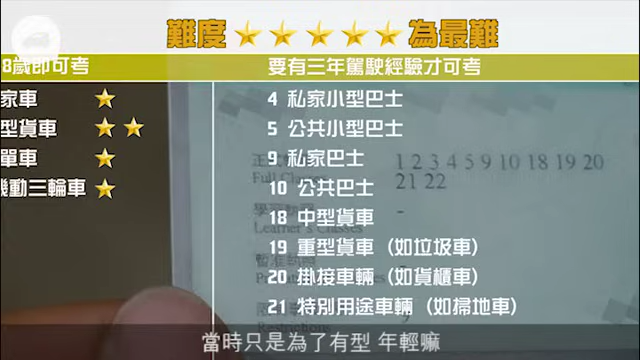 難度★★★★★為最難
8歲即可考
要有三年駕駛經驗才可考
家車 ★
型貨車 ★★
單車 ★
機動三輪車 ★
4 私家小型巴士
5 公共小型巴士
9 私家巴士
10 公共巴士
18 中型貨車
19 重型貨車（如垃圾車）
20 掛接車輛（如貨櫃車）
21 特別用途車輛（如掃地車）
Full Classes
1 2 3 4 5 9 10 18 19 20
21 22
Learner's Classes
-
Restrictions
當時只是為了有型 年輕嘛